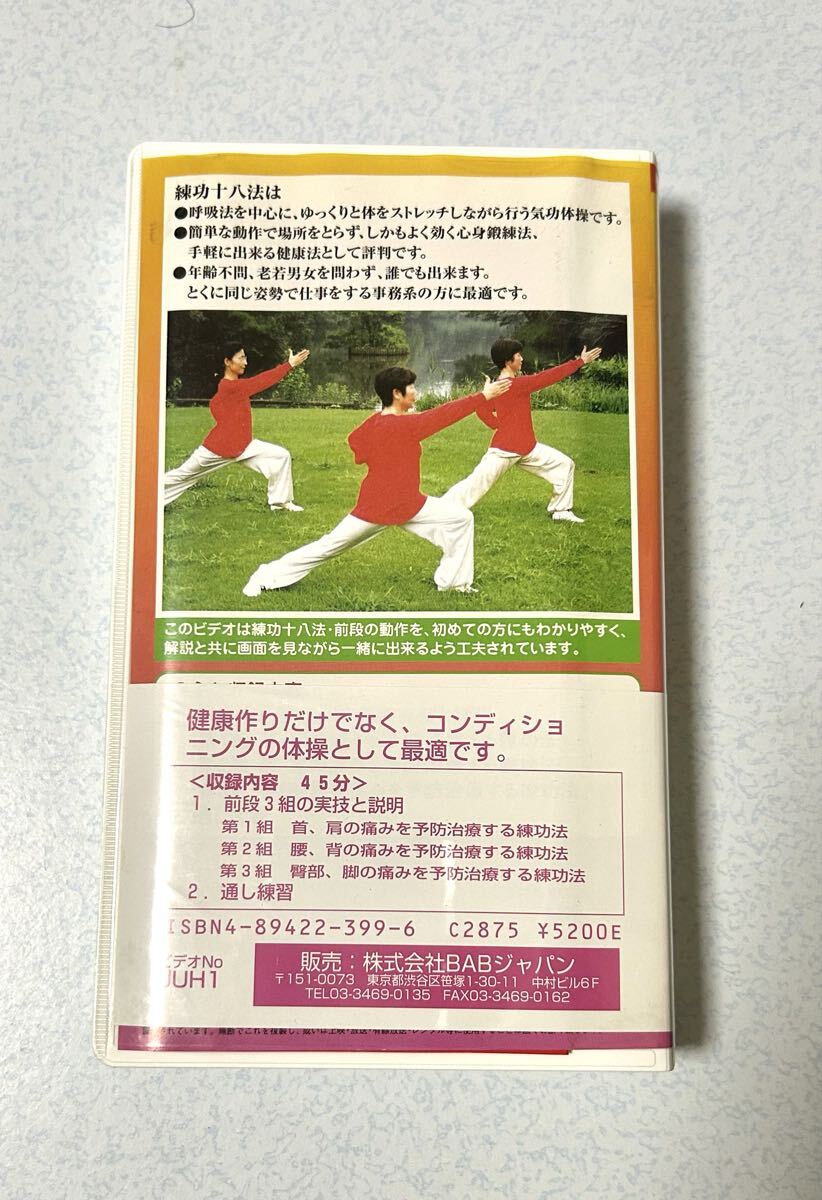 練功十八法は
●呼吸法を中心に、ゆっくりと体をストレッチしながら行う気功体操です。
●簡単な動作で場所をとらず、しかもよく効く心身鍛練法、
手軽に出来る健康法として評判です。
●年齢不問、老若男女を問わず、誰でも出来ます。
とくに同じ姿勢で仕事をする事務系の方に最適です。
このビデオは練功十八法・前段の動作を、初めての方にもわかりやすく、
解説と共に画面を見ながら一緒に出来るよう工夫されています。
健康作りだけでなく、コンディショ
ニングの体操として最適です。
<収録内容 45分>
1. 前段3組の実技と説明
第1組 首、肩の痛みを予防治療する練功法
第2組 腰、背の痛みを予防治療する練功法
第3組 臀部、脚の痛みを予防治療する練功法
2. 通し練習
ISBN4-89422-399-6 C2875 ¥5200E
ビデオNo
JUH1
販売：株式会社BABジャパン
〒151-0073 東京都渋谷区笹塚1-30-11 中村ビル6F
TEL03-3469-0135 FAX03-3469-0162